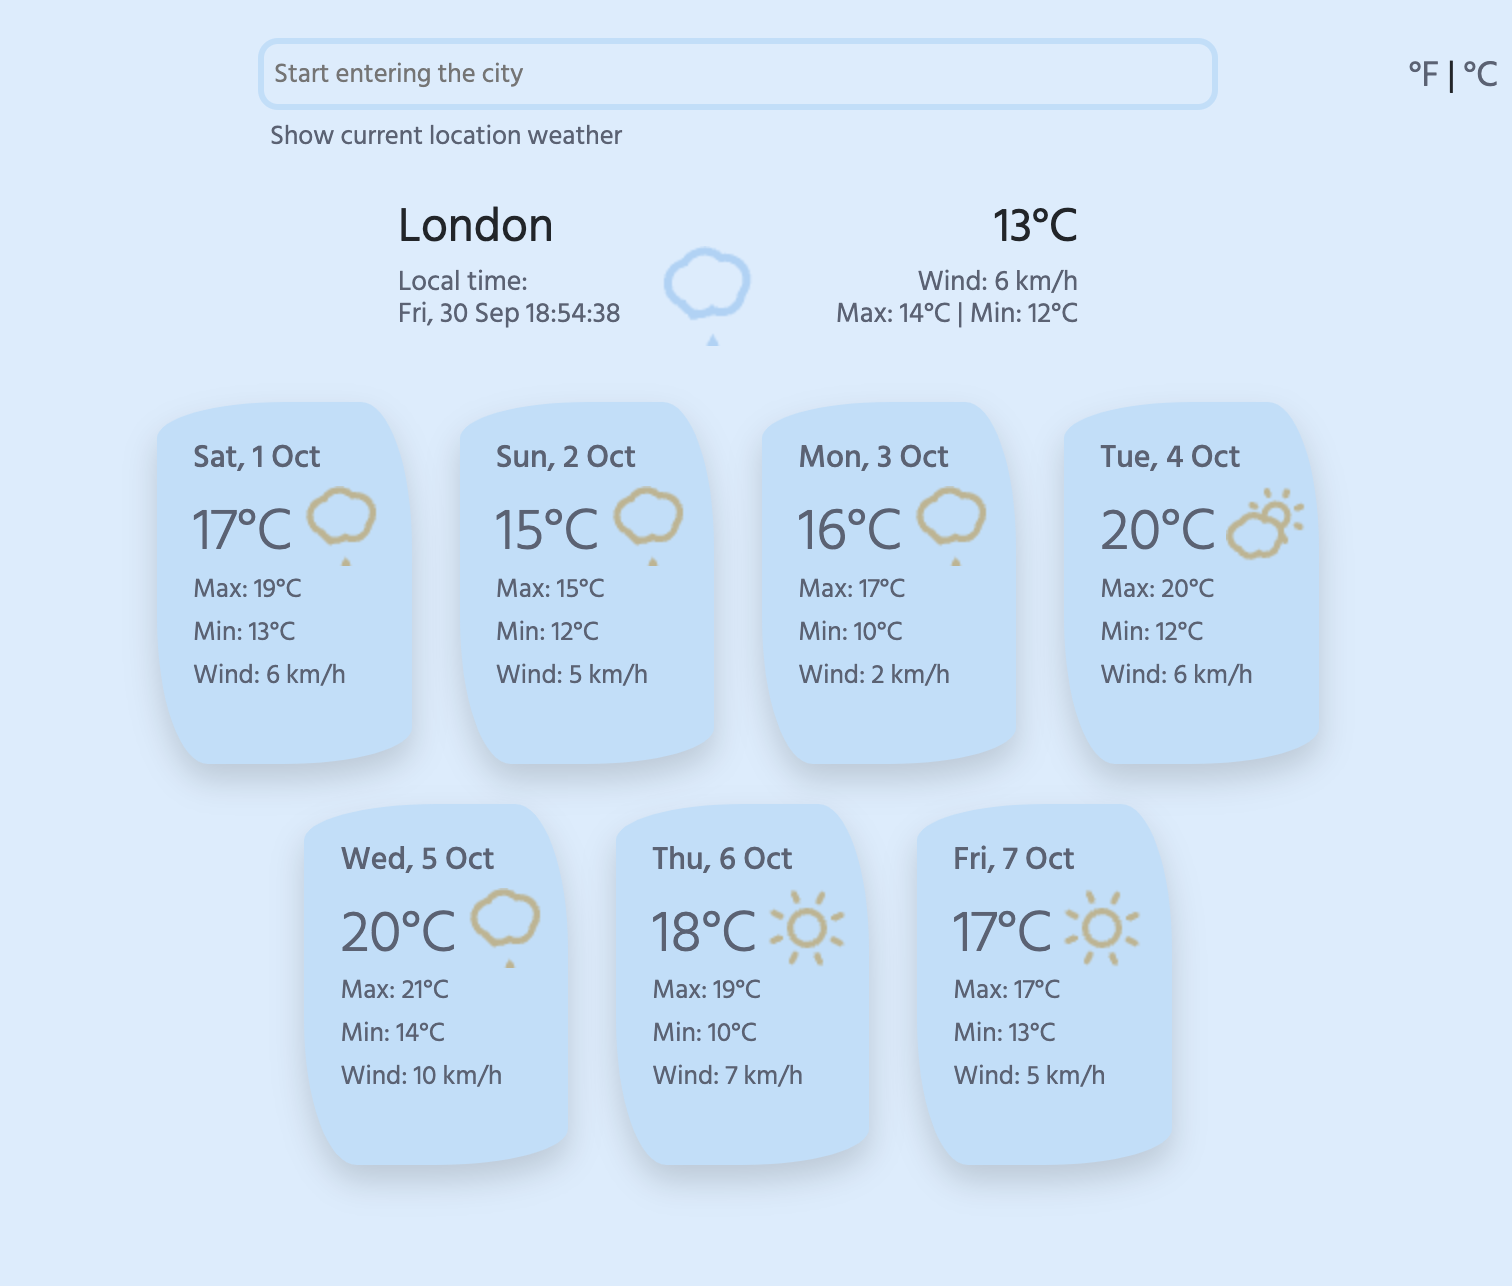 Start entering the city
°F | °C
Show current location weather
London
Local time:
Fri, 30 Sep 18:54:38
13°C
Wind: 6 km/h
Max: 14°C | Min: 12°C
Sat, 1 Oct
17°C
Max: 19°C
Min: 13°C
Wind: 6 km/h
Sun, 2 Oct
15°C
Max: 15°C
Min: 12°C
Wind: 5 km/h
Mon, 3 Oct
16°C
Max: 17°C
Min: 10°C
Wind: 2 km/h
Tue, 4 Oct
20°C
Max: 20°C
Min: 12°C
Wind: 6 km/h
Wed, 5 Oct
20°C
Max: 21°C
Min: 14°C
Wind: 10 km/h
Thu, 6 Oct
18°C
Max: 19°C
Min: 10°C
Wind: 7 km/h
Fri, 7 Oct
17°C
Max: 17°C
Min: 13°C
Wind: 5 km/h